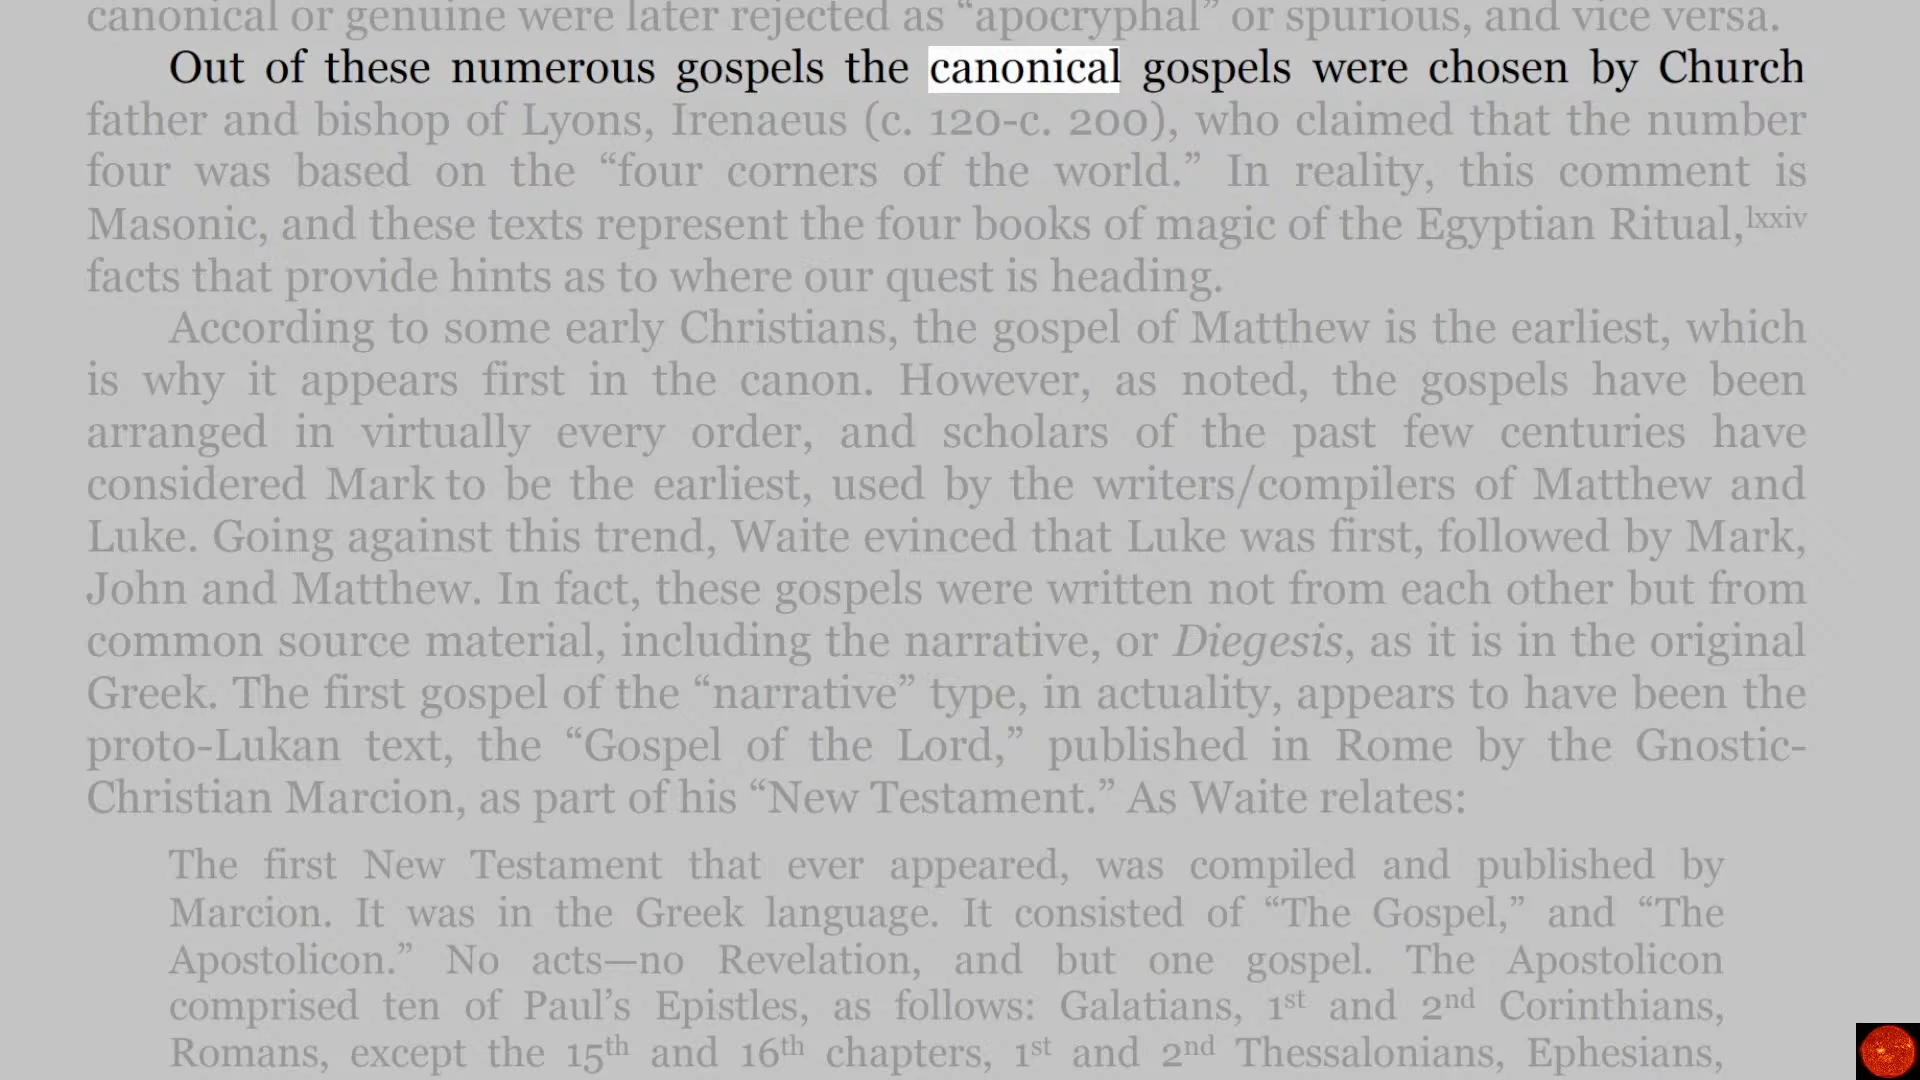 canonical or genuine were later rejected as “apocryphal” or spurious, and vice versa.
Out of these numerous gospels the canonical gospels were chosen by Church
father and bishop of Lyons, Irenaeus (c. 120-c. 200), who claimed that the number
four was based on the “four corners of the world.” In reality, this comment is
Masonic, and these texts represent the four books of magic of the Egyptian Ritual,lxxiv
facts that provide hints as to where our quest is heading.
According to some early Christians, the gospel of Matthew is the earliest, which
is why it appears first in the canon. However, as noted, the gospels have been
arranged in virtually every order, and scholars of the past few centuries have
considered Mark to be the earliest, used by the writers/compilers of Matthew and
Luke. Going against this trend, Waite evinced that Luke was first, followed by Mark,
John and Matthew. In fact, these gospels were written not from each other but from
common source material, including the narrative, or Diegesis, as it is in the original
Greek. The first gospel of the “narrative” type, in actuality, appears to have been the
proto-Lukan text, the “Gospel of the Lord,” published in Rome by the Gnostic-
Christian Marcion, as part of his “New Testament.” As Waite relates:
The first New Testament that ever appeared, was compiled and published by
Marcion. It was in the Greek language. It consisted of “The Gospel,” and “The
Apostolicon.” No acts—no Revelation, and but one gospel. The Apostolicon
comprised ten of Paul’s Epistles, as follows: Galatians, 1st and 2nd Corinthians,
Romans, except the 15th and 16th chapters, 1st and 2nd Thessalonians, Ephesians,